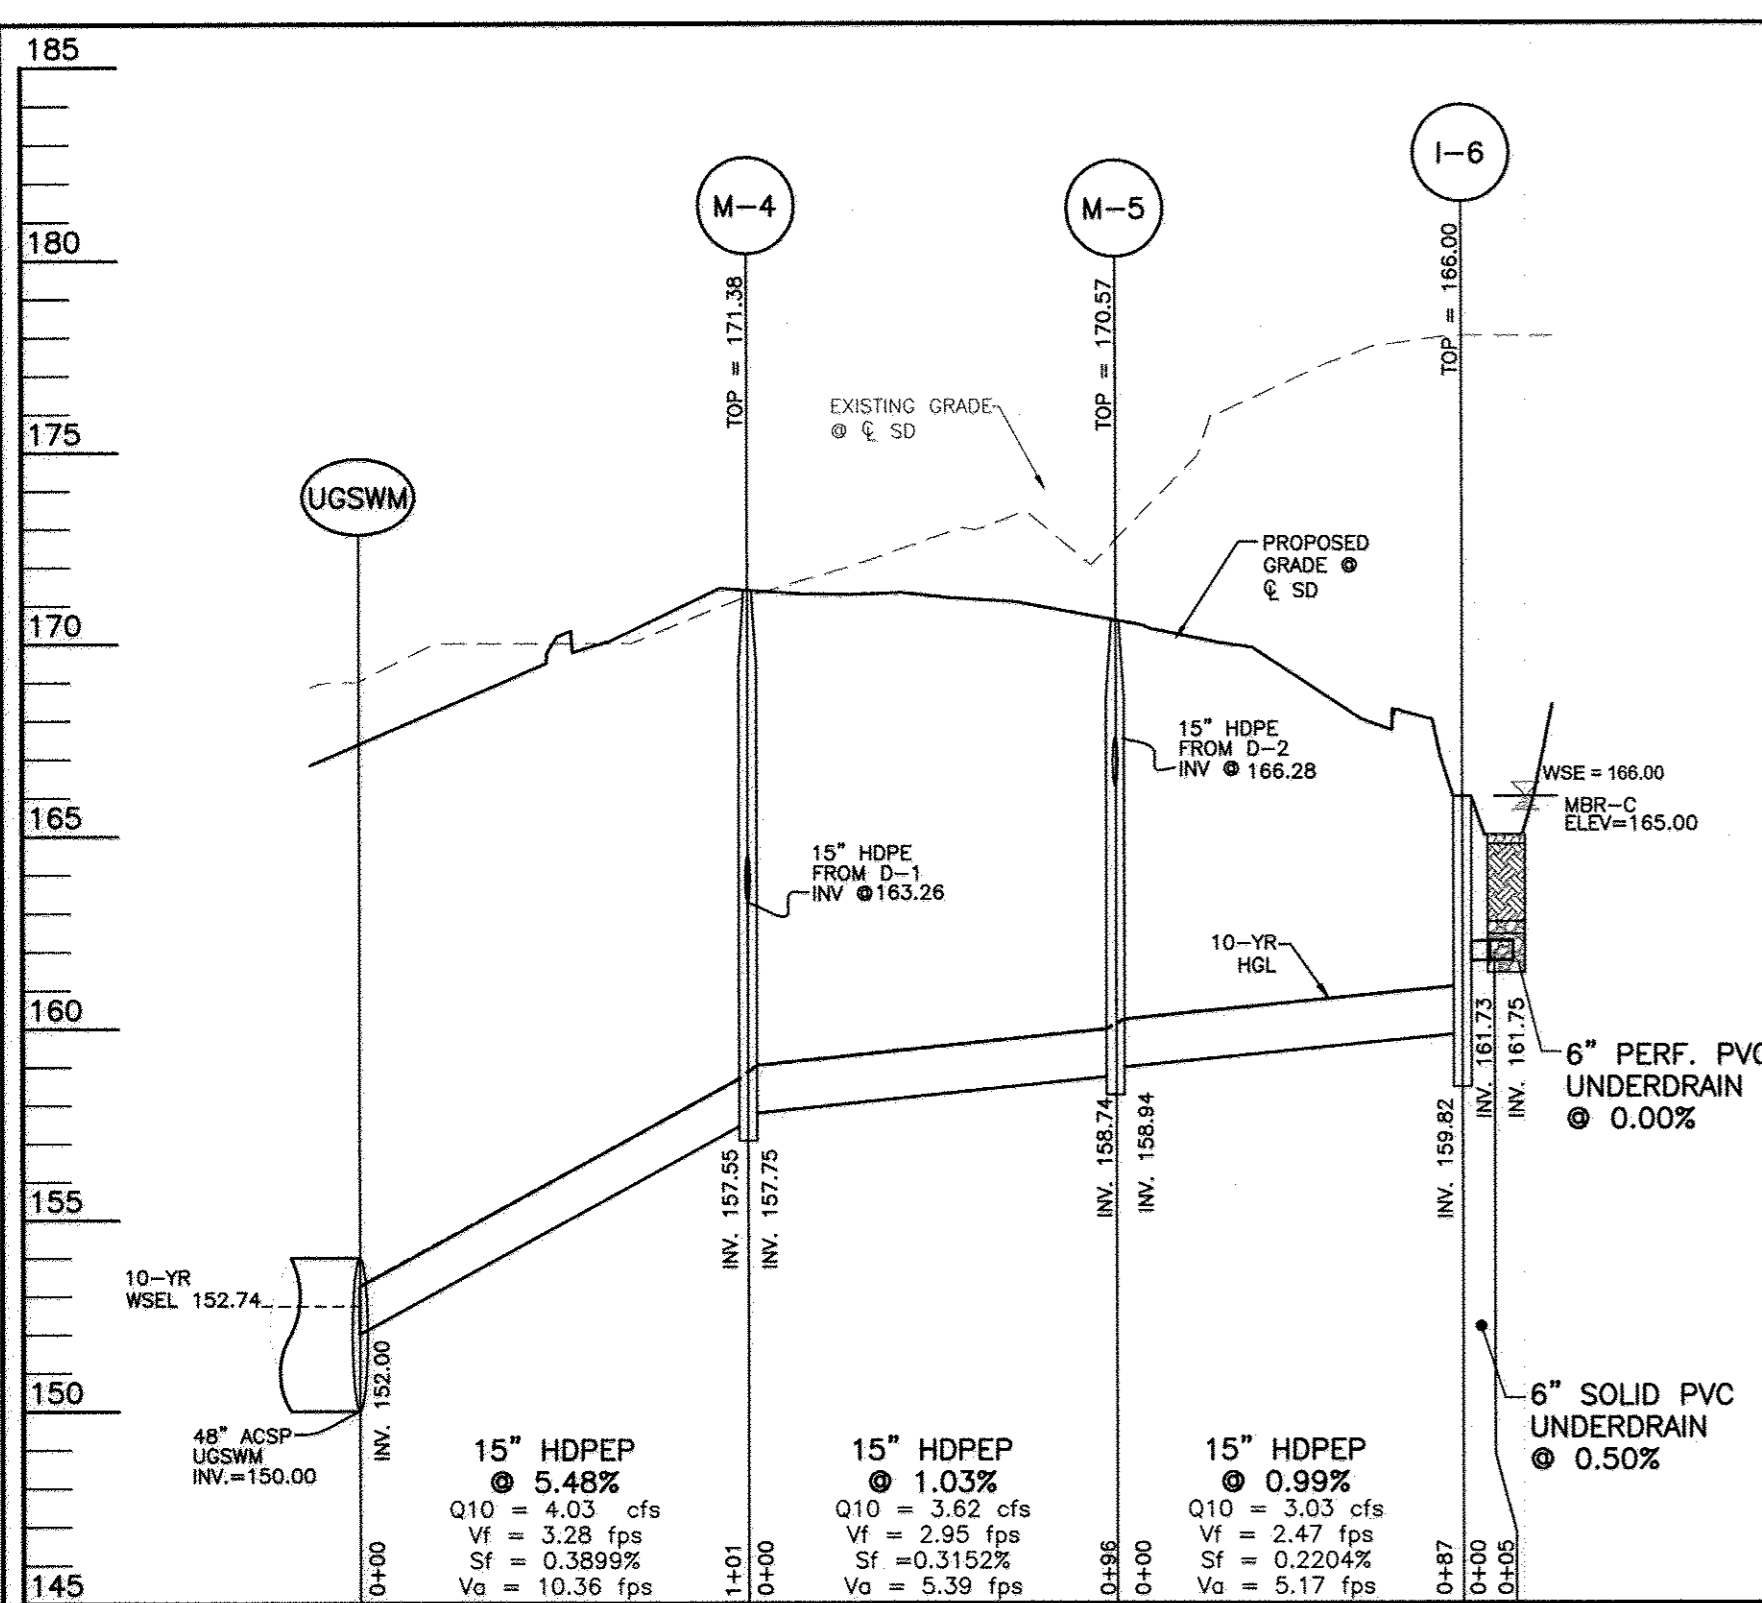 185
180
175
170
165
160
155
150
145
UGSWM
M-4
M-5
I-6
TOP = 171.38
TOP = 170.57
TOP = 166.00
EXISTING GRADE
@ ℄ SD
PROPOSED
GRADE @
℄ SD
15" HDPE
FROM D-2
INV @ 166.28
15" HDPE
FROM D-1
INV @ 163.26
WSE = 166.00
MBR-C
ELEV=165.00
10-YR
HGL
6" PERF. PVC
UNDERDRAIN
@ 0.00%
INV. 161.73
INV. 161.75
INV. 157.55
INV. 157.75
INV. 158.74
INV. 158.94
INV. 159.82
10-YR
WSEL 152.74
INV. 152.00
48" ACSP
UGSWM
INV.=150.00
6" SOLID PVC
UNDERDRAIN
@ 0.50%
15" HDPEP
@ 5.48%
Q10 = 4.03 cfs
Vf = 3.28 fps
Sf = 0.3899%
Va = 10.36 fps
15" HDPEP
@ 1.03%
Q10 = 3.62 cfs
Vf = 2.95 fps
Sf =0.3152%
Va = 5.39 fps
15" HDPEP
@ 0.99%
Q10 = 3.03 cfs
Vf = 2.47 fps
Sf = 0.2204%
Va = 5.17 fps
0+00
1+01
0+00
0+96
0+00
0+87
0+00
0+05